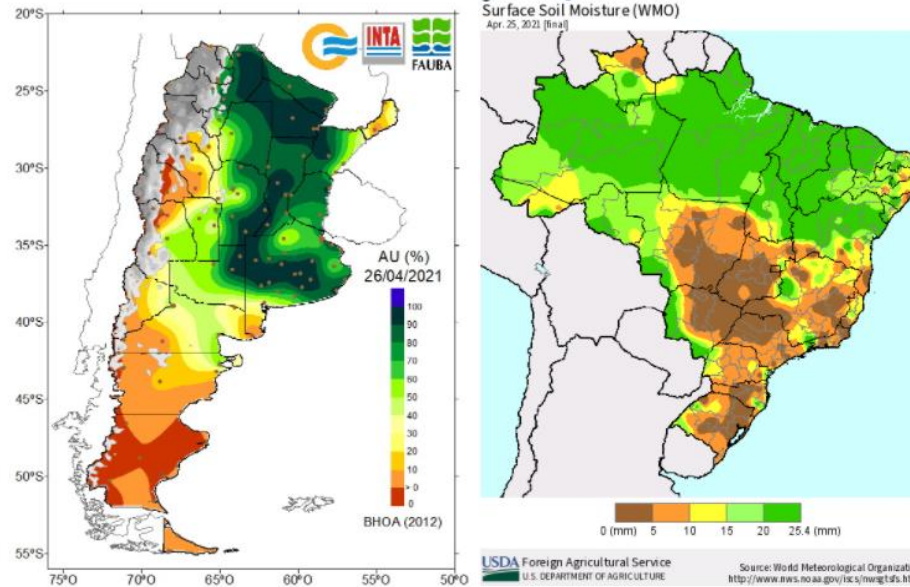 INTA
FAUBA
20°S
25°S
30°S
35°S
40°S
45°S
50°S
55°S
75°O
70°O
65°O
60°O
55°O
50°O
AU (%)
26/04/2021
100
90
80
70
60
50
40
30
20
10
> 0
0
BHOA (2012)
Surface Soil Moisture (WMO)
Apr. 25, 2021 [final]
0 (mm) 5 10 15 20 25.4 (mm)
USDA Foreign Agricultural Service
U.S. DEPARTMENT OF AGRICULTURE
Source: World Meteorological Organizati
http://www.nws.noaa.gov/iscs/nwsgtsfs.h